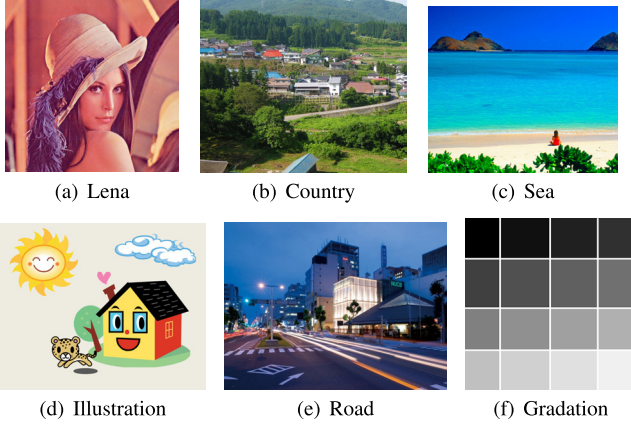 (a) Lena
(b) Country
(c) Sea
(d) Illustration
(e) Road
(f) Gradation